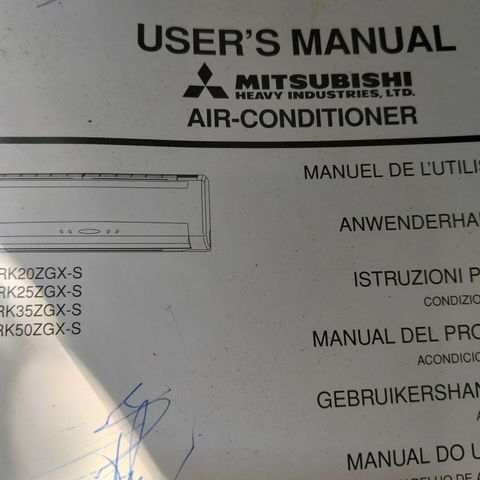 USER'S MANUAL
MITSUBISHI
HEAVY INDUSTRIES, LTD.
AIR-CONDITIONER
MANUEL DE L'UTILIS
ANWENDERHA
ISTRUZIONI P
CONDIZIO
MANUAL DEL PRO
ACONDICIO
GEBRUIKERSHAN
MANUAL DO U
RK20ZGX-S
RK25ZGX-S
RK35ZGX-S
RK50ZGX-S